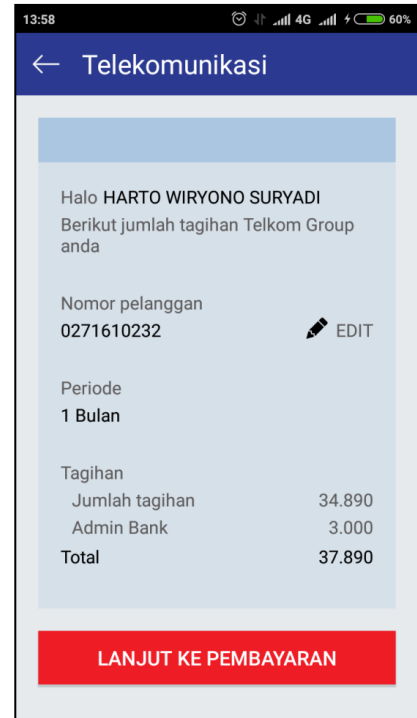 13:58 4G 60%
Telekomunikasi
Halo HARTO WIRYONO SURYADI
Berikut jumlah tagihan Telkom Group
anda
Nomor pelanggan
0271610232 EDIT
Periode
1 Bulan
Tagihan
Jumlah tagihan 34.890
Admin Bank 3.000
Total 37.890
LANJUT KE PEMBAYARAN